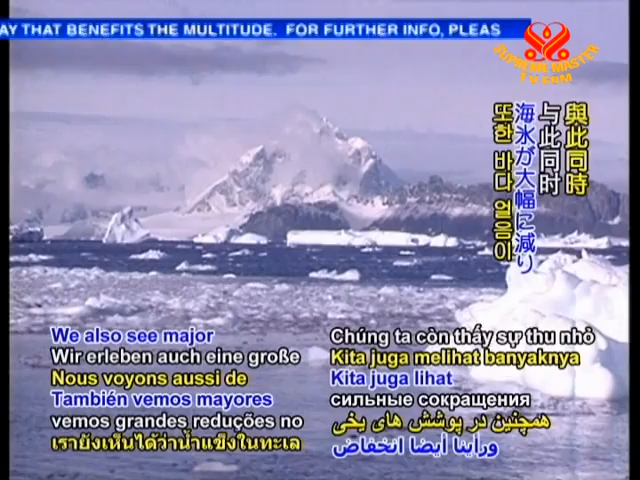 AY THAT BENEFITS THE MULTITUDE. FOR FURTHER INFO, PLEAS
SUPREME MASTER
TV.COM
與此同時
与此同时
海氷が大幅に減り
또한 바다 얼음이
We also see major
Wir erleben auch eine große
Nous voyons aussi de
También vemos mayores
vemos grandes reduções no
เรายังเห็นได้ว่าน้ำแข็งในทะเล
Chúng ta còn thấy sự thu nhỏ
Kita juga melihat banyaknya
Kita juga lihat
сильные сокращения
همچنین در پوشش های یخی
ورأينا أيضا انخفاض